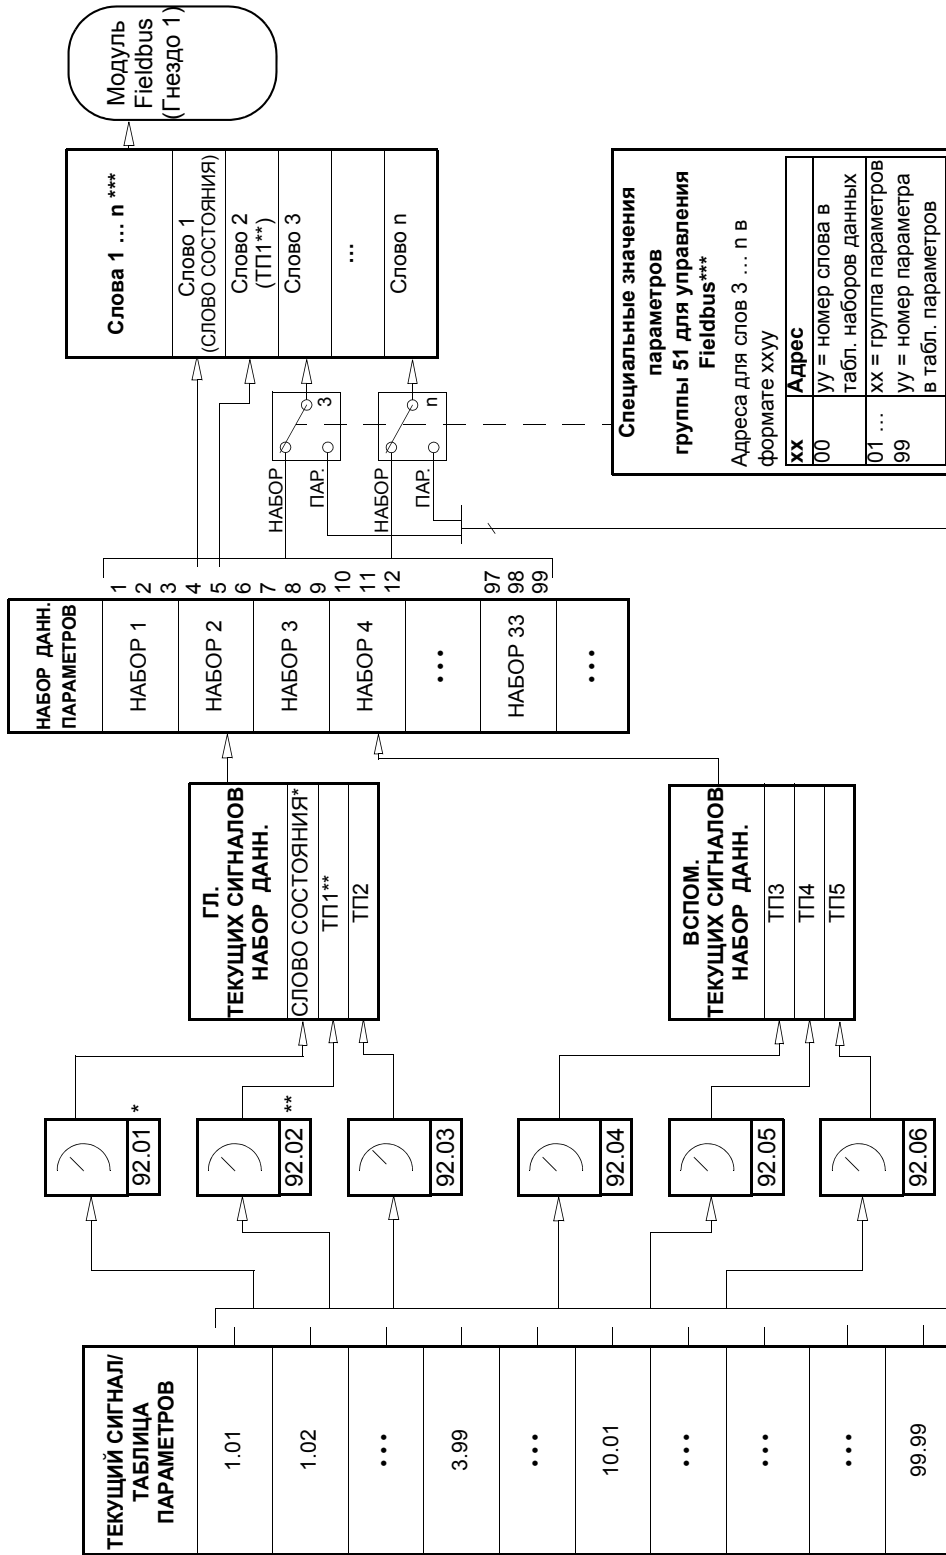 ТЕКУЩИЙ СИГНАЛ/
ТАБЛИЦА
ПАРАМЕТРОВ
1.01
1.02
...
3.99
...
10.01
...
...
...
99.99
92.01
*
92.02
**
92.03
92.04
92.05
92.06
ГЛ.
ТЕКУЩИХ СИГНАЛОВ
НАБОР ДАНН.
СЛОВО СОСТОЯНИЯ*
ТП1**
ТП2
ВСПОМ.
ТЕКУЩИХ СИГНАЛОВ
НАБОР ДАНН.
ТП3
ТП4
ТП5
НАБОР ДАНН.
ПАРАМЕТРОВ
НАБОР 1
НАБОР 2
НАБОР 3
НАБОР 4
...
НАБОР 33
...
1
2
3
4
5
6
7
8
9
10
11
12
97
98
99
НАБОР
ПАР.
3
НАБОР
ПАР.
n
Слова 1 ... n ***
Слово 1
(СЛОВО СОСТОЯНИЯ)
Слово 2
(ТП1**)
Слово 3
...
Слово n
Модуль
Fieldbus
(Гнездо 1)
Специальные значения
параметров
группы 51 для управления
Fieldbus***
Адреса для слов 3 ... n в
формате xxyy
xx Адрес
00 yy = номер слова в
табл. наборов данных
01 ... xx = группа параметров
99 yy = номер параметра
в табл. параметров